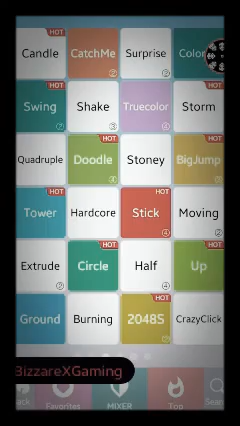 HOT
Candle CatchMe Surprise Color
HOT HOT HOT
Swing Shake Truecolor Storm
HOT HOT
Quadruple Doodle Stoney BigJump
HOT HOT
Tower Hardcore Stick Moving
HOT HOT HOT
Extrude Circle Half Up
HOT
Ground Burning 2048S CrazyClick
BizzareXGaming
Favorites MIXER Top